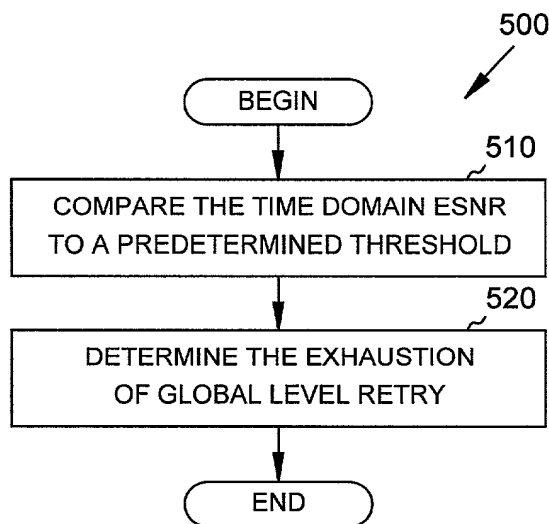 500
BEGIN
510
COMPARE THE TIME DOMAIN ESNR
TO A PREDETERMINED THRESHOLD
520
DETERMINE THE EXHAUSTION
OF GLOBAL LEVEL RETRY
END